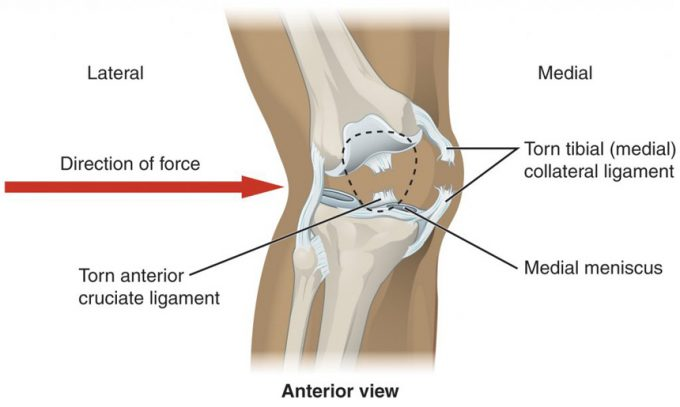 Lateral
Medial
Direction of force
Torn tibial (medial)
collateral ligament
Torn anterior
cruciate ligament
Medial meniscus
Anterior view